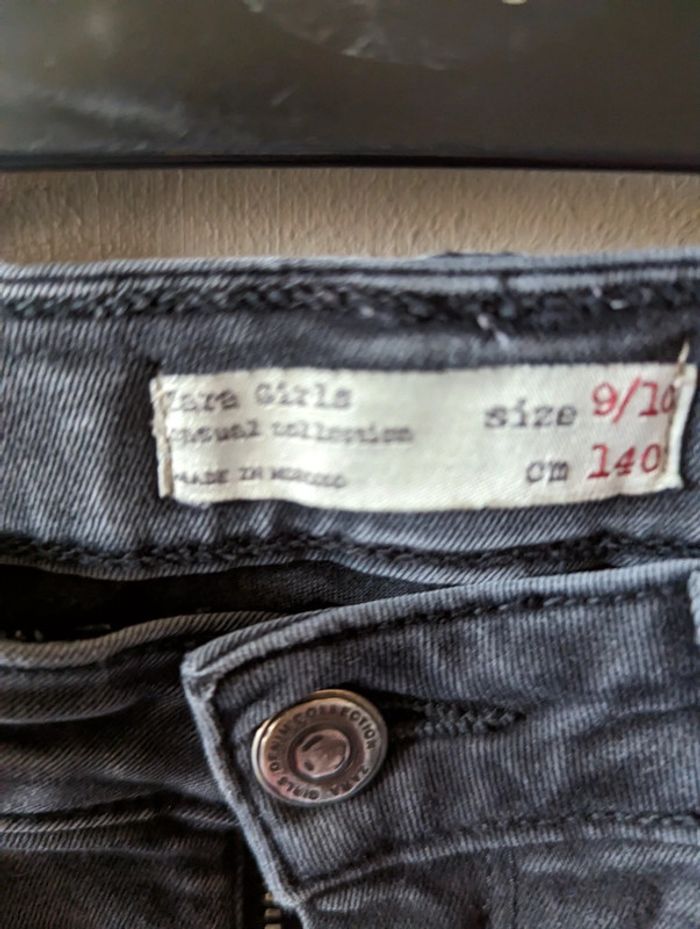 Zara Girls
casual collection
MADE IN MOROCCO
size 9/10
cm 140
ZARA GIRLS DENIM COLLECTION